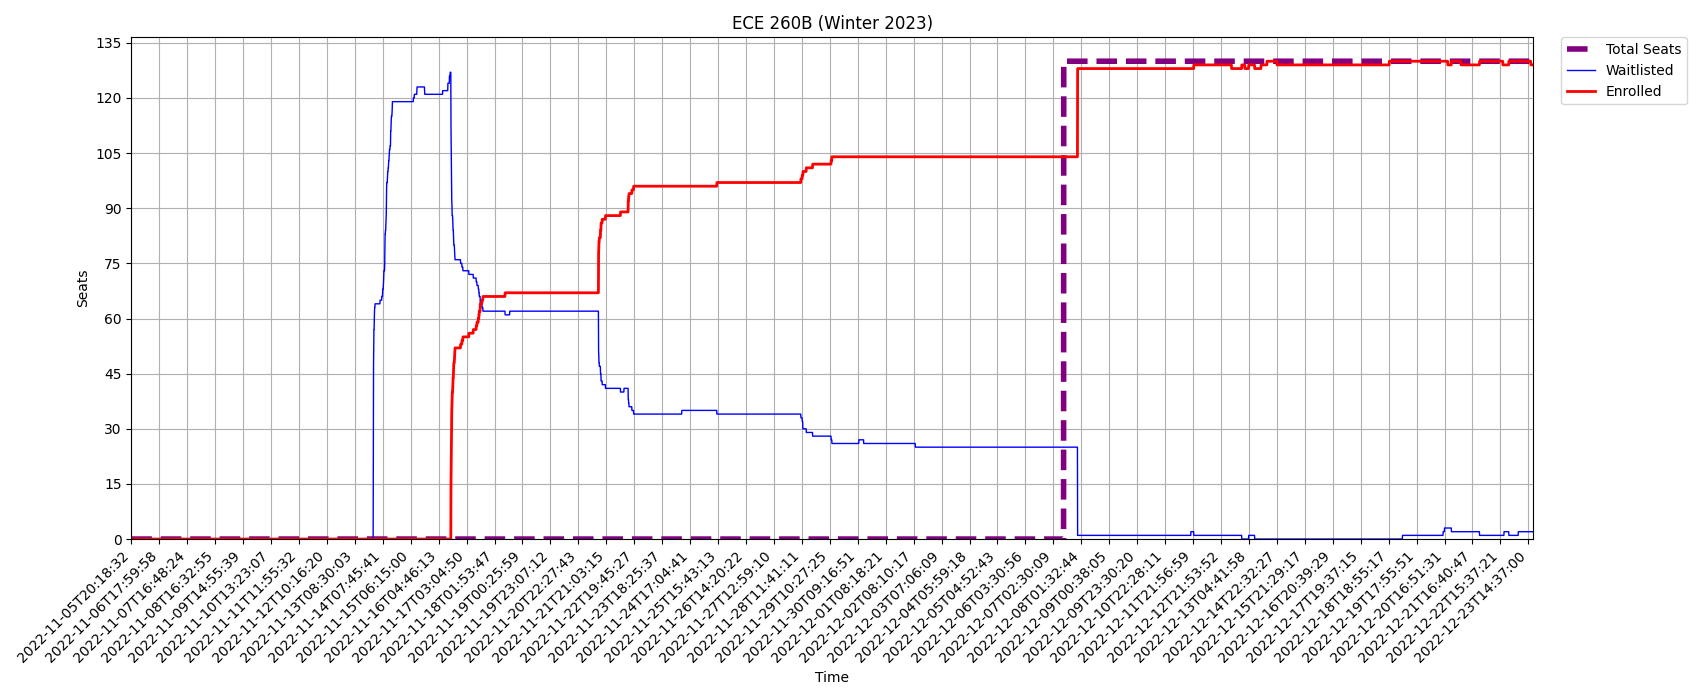 ECE 260B (Winter 2023)
Total Seats
Waitlisted
Enrolled
135
120
105
90
75
60
45
30
15
0
Seats
2022-11-05T20:18:32
2022-11-06T17:59:58
2022-11-07T16:48:24
2022-11-08T16:32:55
2022-11-09T14:55:39
2022-11-10T13:23:07
2022-11-11T11:55:32
2022-11-12T10:16:20
2022-11-13T08:30:03
2022-11-14T07:45:41
2022-11-15T06:15:00
2022-11-16T04:46:13
2022-11-17T03:04:50
2022-11-18T01:53:47
2022-11-19T00:25:59
2022-11-19T23:07:12
2022-11-20T22:27:43
2022-11-21T21:03:15
2022-11-22T19:45:27
2022-11-23T18:25:37
2022-11-24T17:04:41
2022-11-25T15:43:13
2022-11-26T14:20:22
2022-11-27T12:59:10
2022-11-28T11:41:11
2022-11-29T10:27:25
2022-11-30T09:16:51
2022-12-01T08:18:21
2022-12-02T08:10:17
2022-12-03T07:06:09
2022-12-04T05:59:18
2022-12-05T04:52:43
2022-12-06T03:30:56
2022-12-07T02:30:09
2022-12-08T01:32:44
2022-12-09T00:38:05
2022-12-09T23:30:20
2022-12-10T22:28:11
2022-12-11T21:56:59
2022-12-12T21:53:52
2022-12-13T04:41:58
2022-12-14T22:32:27
2022-12-15T21:29:17
2022-12-16T20:39:29
2022-12-17T19:37:15
2022-12-18T18:55:17
2022-12-19T17:55:51
2022-12-20T16:51:31
2022-12-21T16:40:47
2022-12-22T15:37:21
2022-12-23T14:37:00
Time